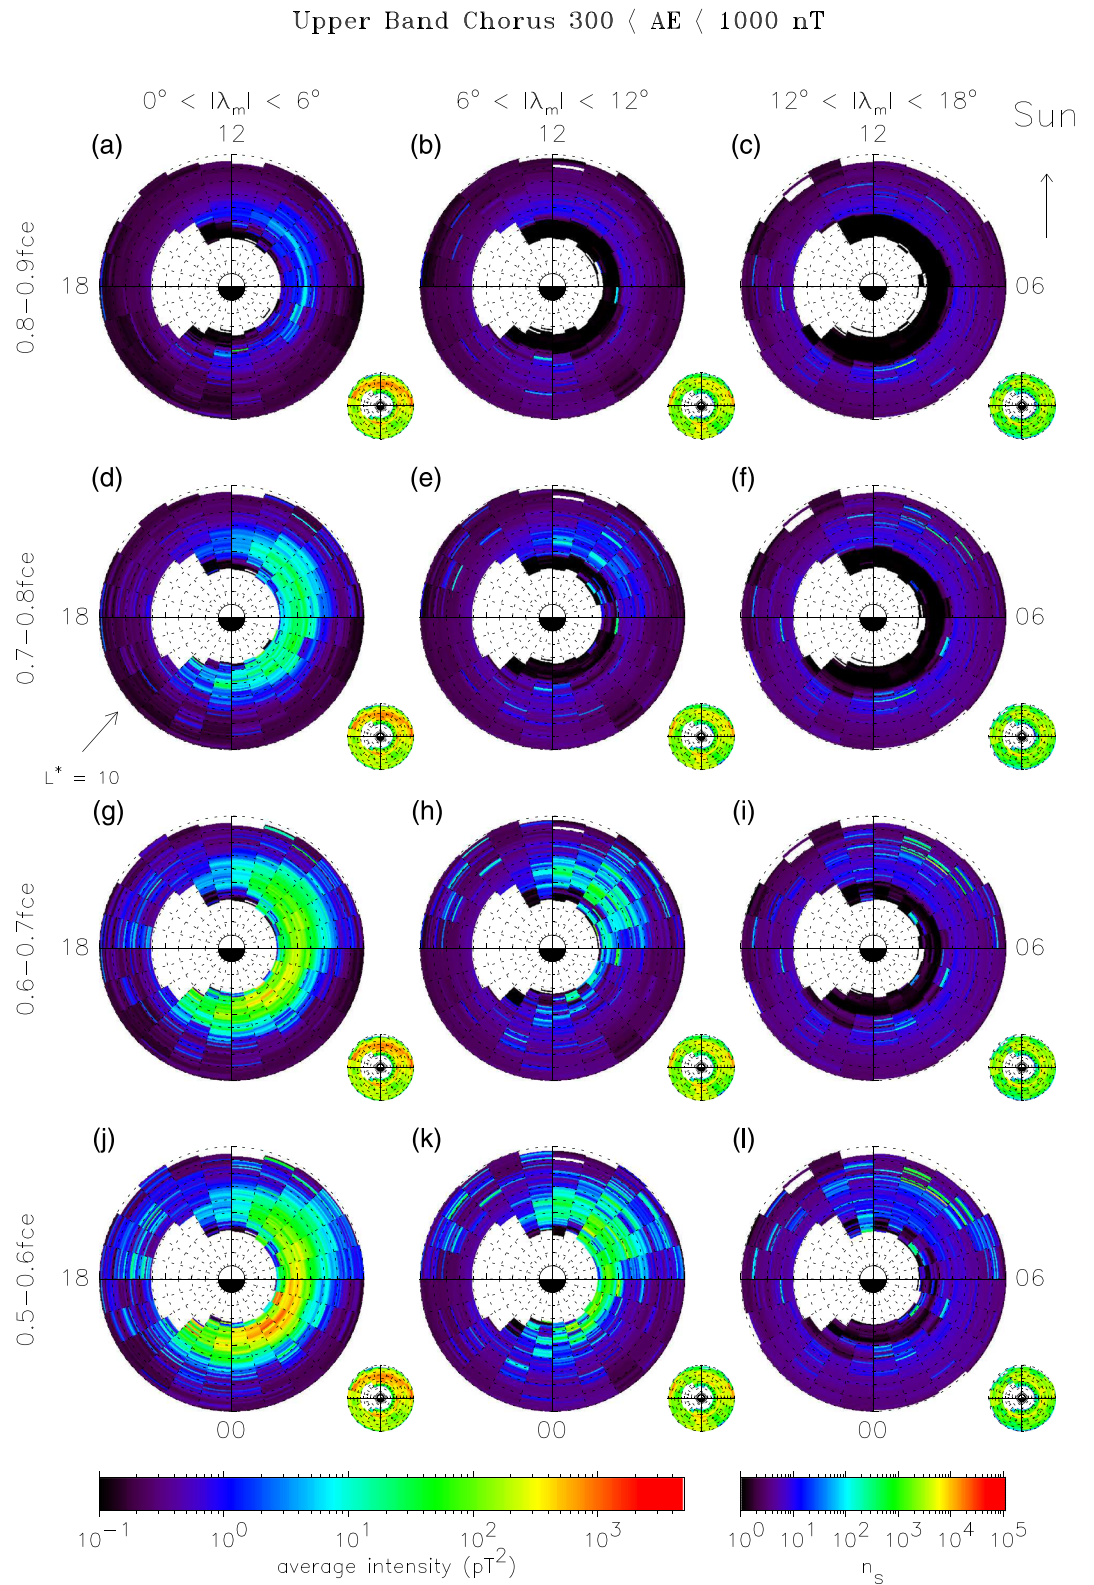 Upper Band Chorus 300 < AE < 1000 nT
0° < |λm| < 6°
6° < |λm| < 12°
12° < |λm| < 18°
Sun
12
12
12
(a)
(b)
(c)
0.8-0.9fce
18
06
(d)
(e)
(f)
0.7-0.8fce
18
06
L* = 10
(g)
(h)
(i)
0.6-0.7fce
18
06
(j)
(k)
(l)
0.5-0.6fce
18
06
00
00
00
10⁻¹ 10⁰ 10¹ 10² 10³
average intensity (pT²)
10⁰ 10¹ 10² 10³ 10⁴ 10⁵
ns